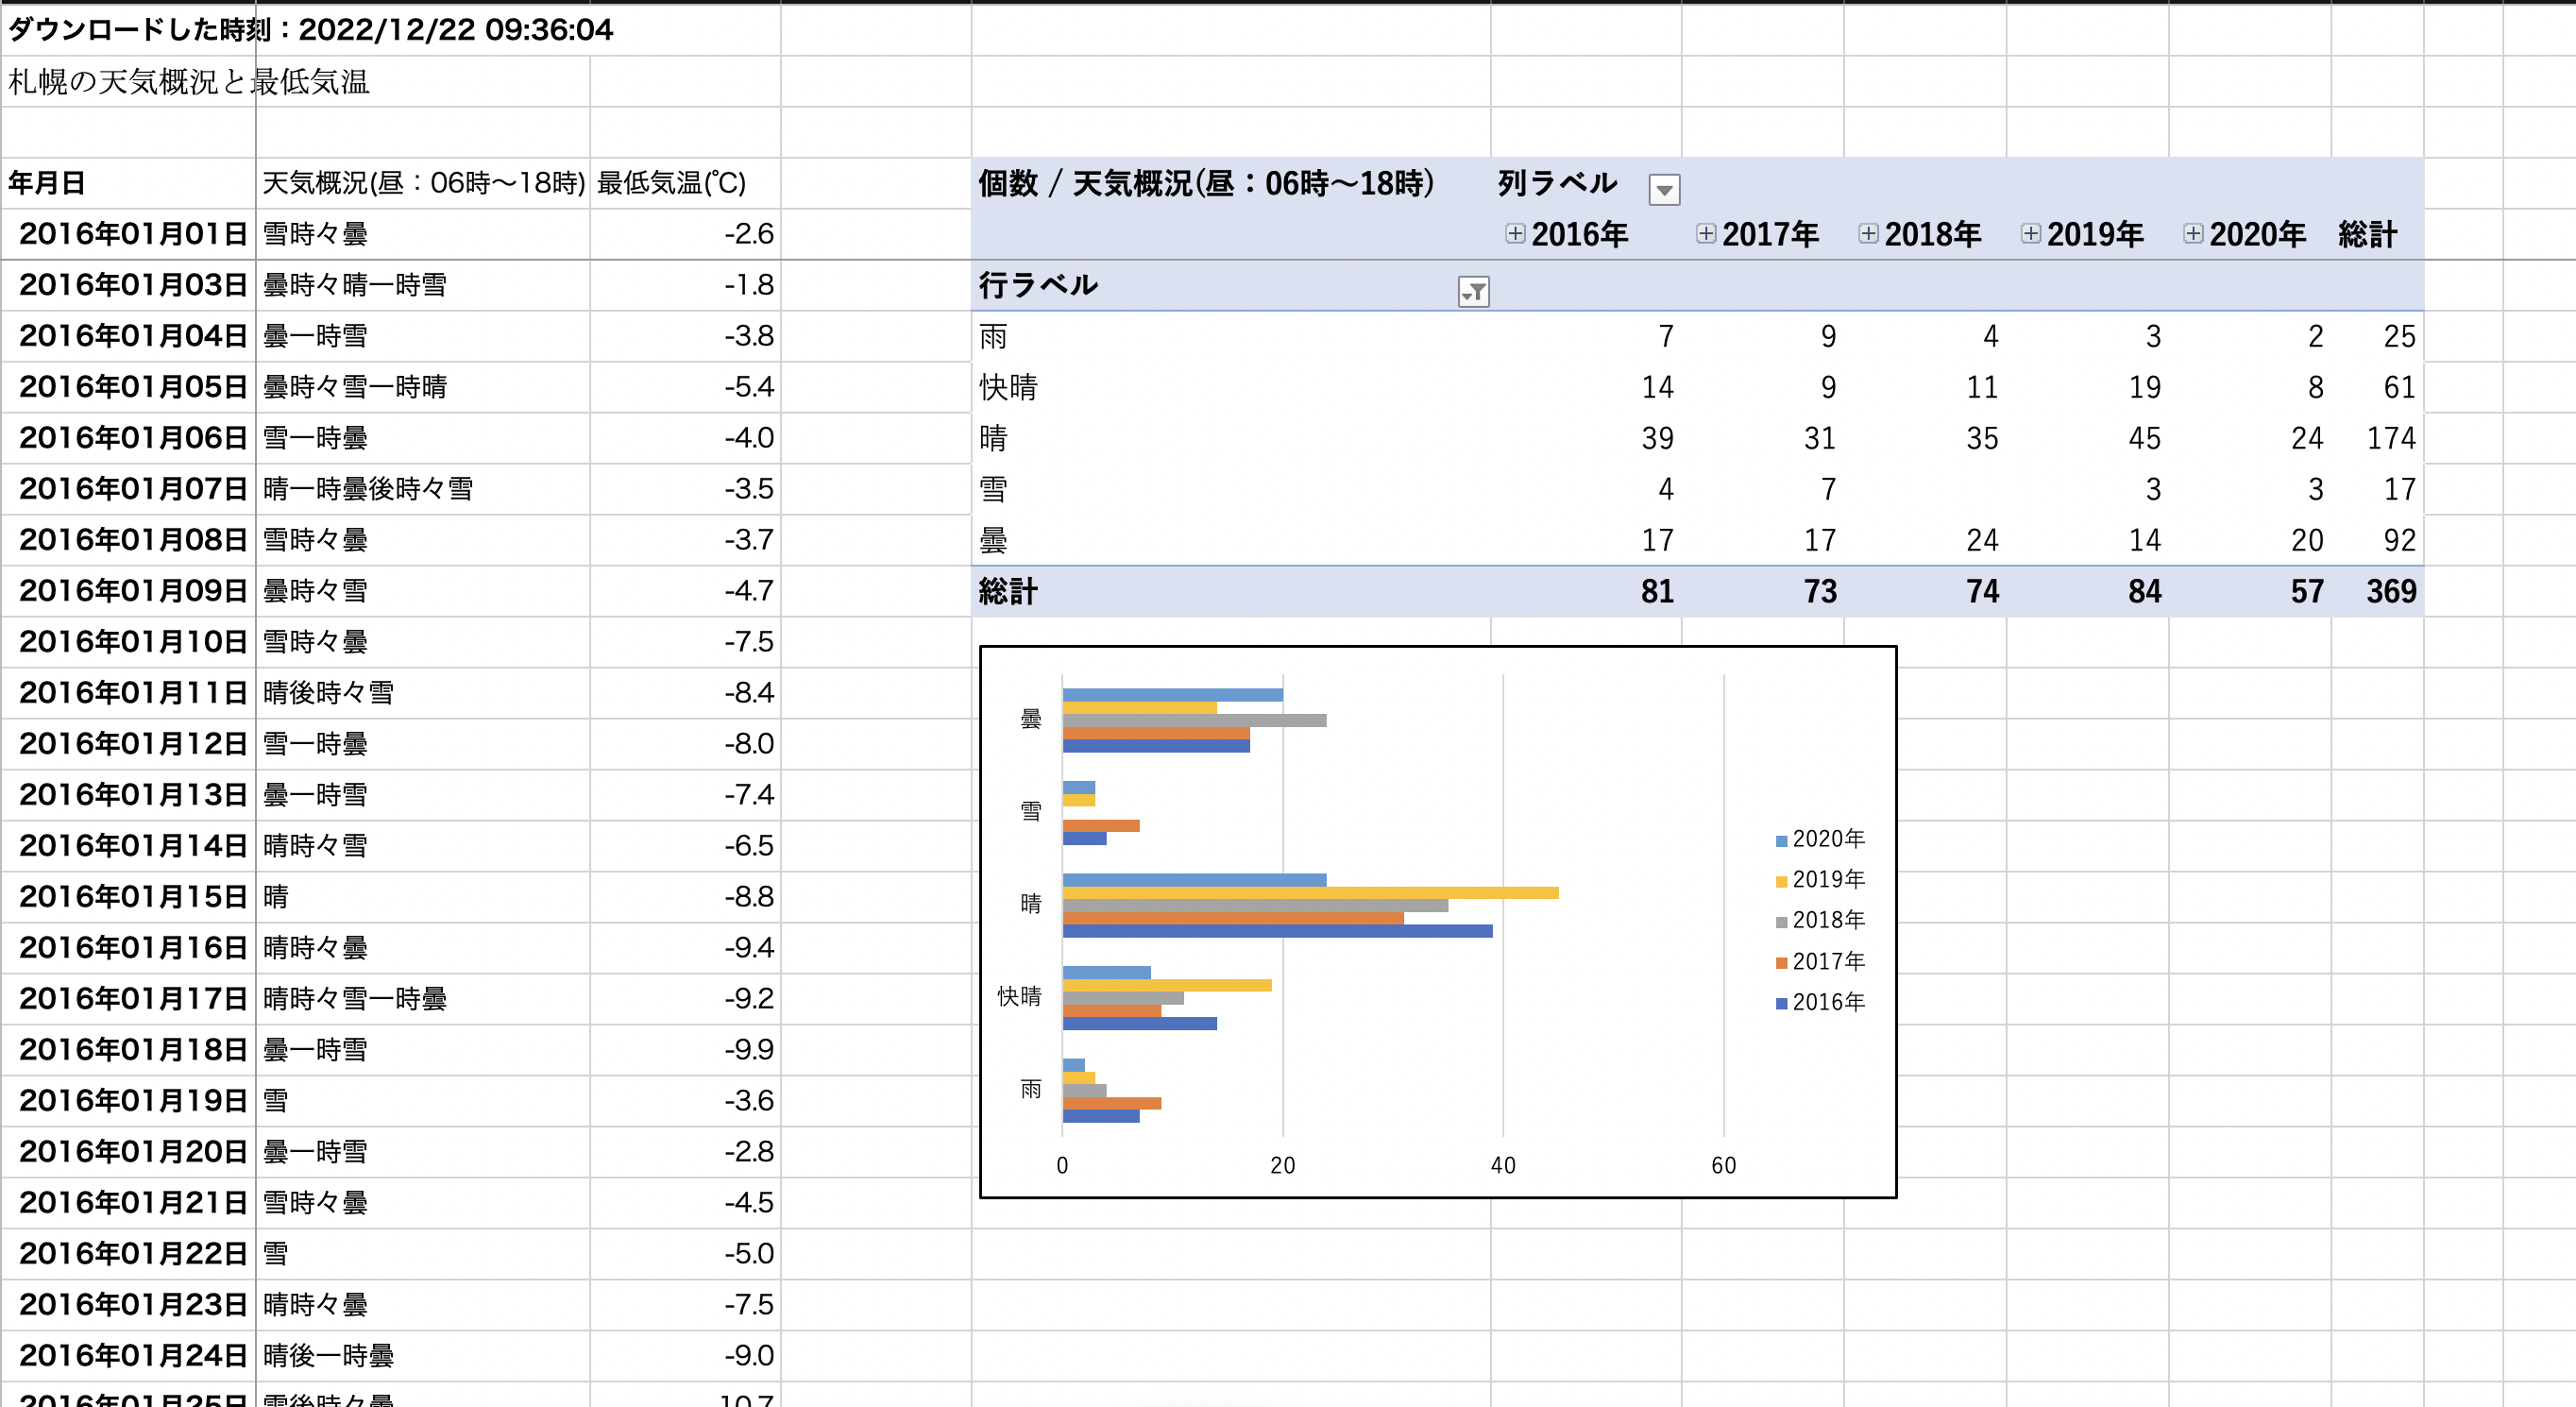 ダウンロードした時刻：2022/12/22 09:36:04
札幌の天気概況と最低気温
年月日 天気概況(昼：06時〜18時) 最低気温(℃)
2016年01月01日 雪時々曇 -2.6
2016年01月03日 曇時々晴一時雪 -1.8
2016年01月04日 曇一時雪 -3.8
2016年01月05日 曇時々雪一時晴 -5.4
2016年01月06日 雪一時曇 -4.0
2016年01月07日 晴一時曇後時々雪 -3.5
2016年01月08日 雪時々曇 -3.7
2016年01月09日 曇時々雪 -4.7
2016年01月10日 雪時々曇 -7.5
2016年01月11日 晴後時々雪 -8.4
2016年01月12日 雪一時曇 -8.0
2016年01月13日 曇一時雪 -7.4
2016年01月14日 晴時々雪 -6.5
2016年01月15日 晴 -8.8
2016年01月16日 晴時々曇 -9.4
2016年01月17日 晴時々雪一時曇 -9.2
2016年01月18日 曇一時雪 -9.9
2016年01月19日 雪 -3.6
2016年01月20日 曇一時雪 -2.8
2016年01月21日 雪時々曇 -4.5
2016年01月22日 雪 -5.0
2016年01月23日 晴時々曇 -7.5
2016年01月24日 晴後一時曇 -9.0
2016年01月25日
個数 / 天気概況(昼：06時〜18時) 列ラベル
2016年 2017年 2018年 2019年 2020年 総計
行ラベル
雨 7 9 4 3 2 25
快晴 14 9 11 19 8 61
晴 39 31 35 45 24 174
雪 4 7 3 3 17
曇 17 17 24 14 20 92
総計 81 73 74 84 57 369
曇
雪
晴
快晴
雨
0 20 40 60
2020年
2019年
2018年
2017年
2016年